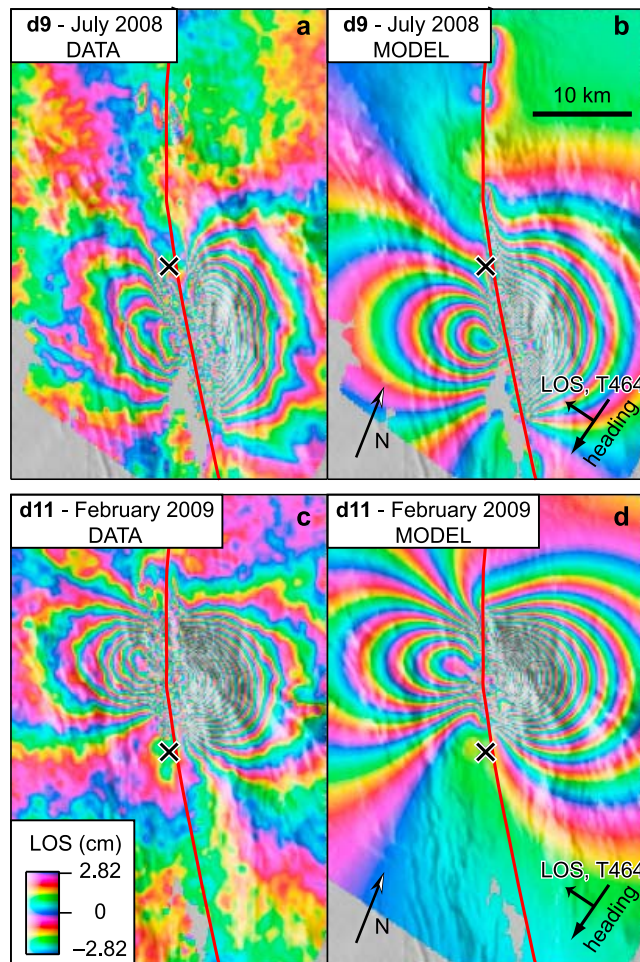 d9 - July 2008
DATA
a
d9 - July 2008
MODEL
b
10 km
LOS, T464
heading
N
d11 - February 2009
DATA
c
d11 - February 2009
MODEL
d
LOS (cm)
2.82
0
−2.82
LOS, T464
heading
N